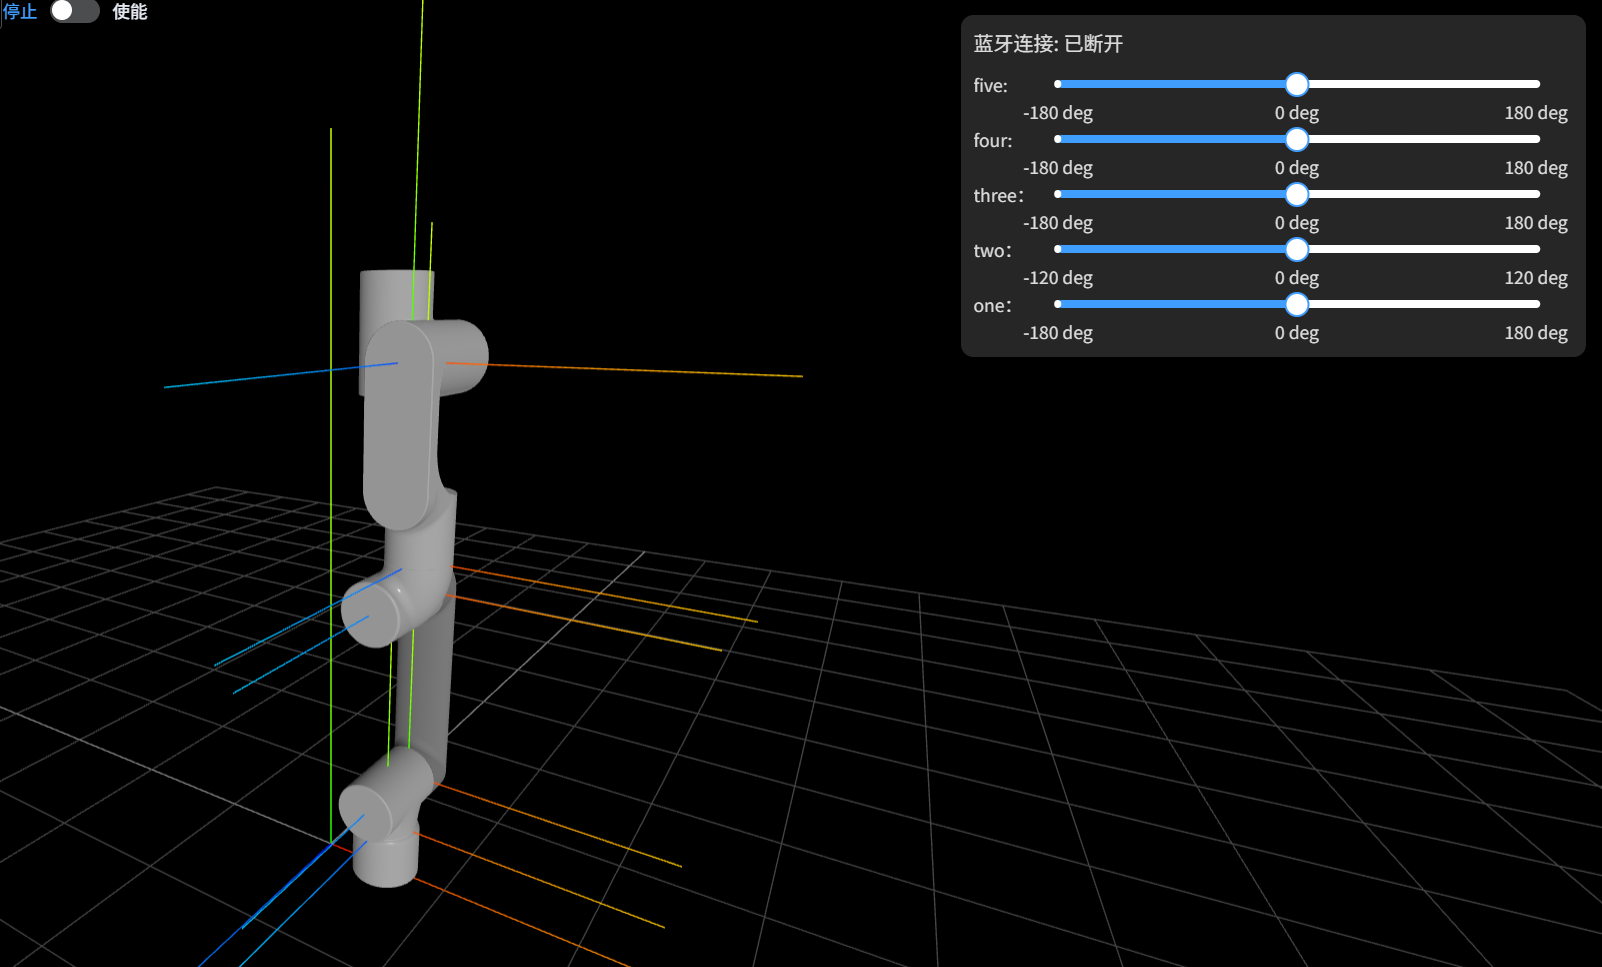 停止 使能
蓝牙连接: 已断开
five:
-180 deg 0 deg 180 deg
four:
-180 deg 0 deg 180 deg
three：
-180 deg 0 deg 180 deg
two：
-120 deg 0 deg 120 deg
one：
-180 deg 0 deg 180 deg